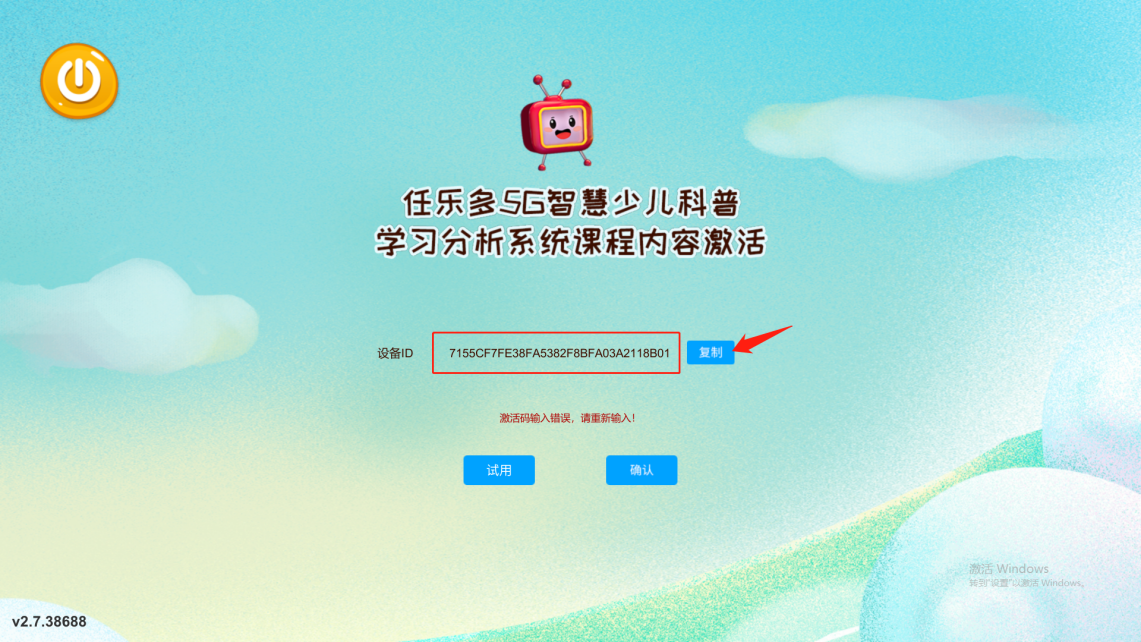 任乐多5G智慧少儿科普
学习分析系统课程内容激活
设备ID 7155CF7FE38FA5382F8BFA03A2118B01 复制
激活码输入错误，请重新输入！
试用 确认
激活 Windows
转到"设置"以激活 Windows。
v2.7.38688